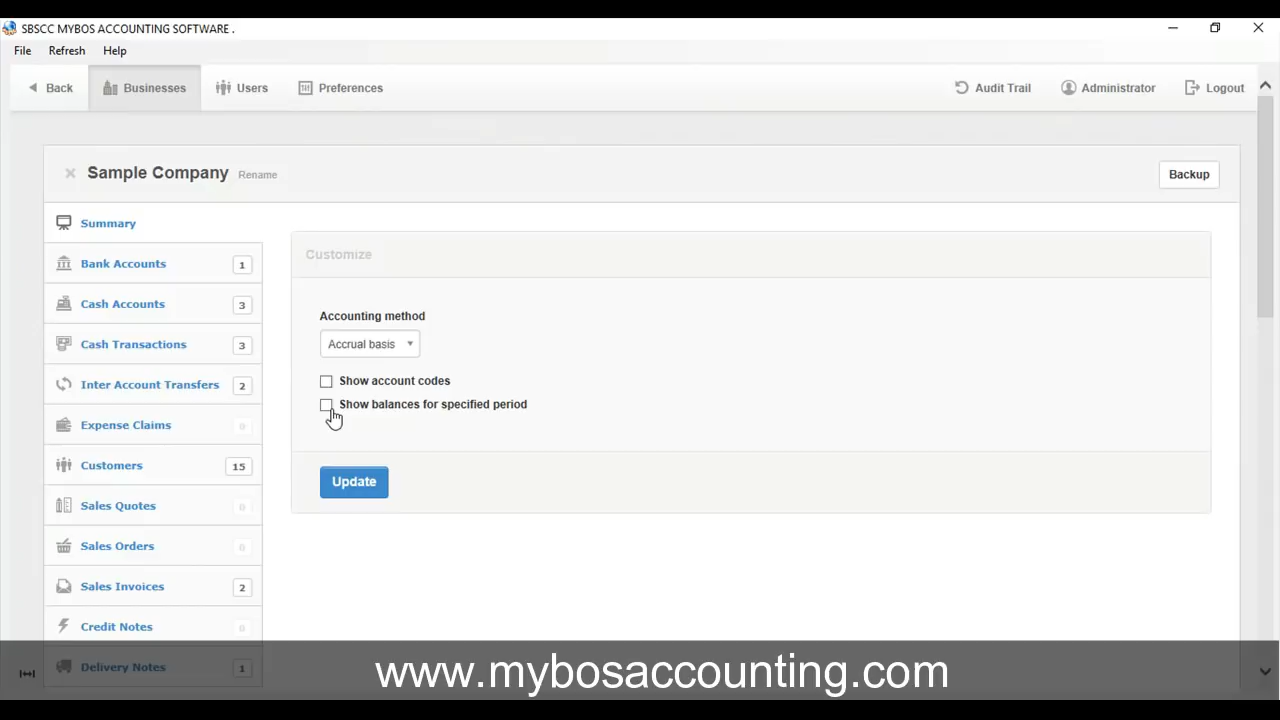 SBSCC MYBOS ACCOUNTING SOFTWARE .
File Refresh Help
Back Businesses Users Preferences Audit Trail Administrator Logout
Sample Company Rename Backup
Summary
Customize
Bank Accounts 1
Cash Accounts 3
Accounting method
Cash Transactions 3
Accrual basis
Show account codes
Inter Account Transfers 2
Show balances for specified period
Expense Claims 0
Customers 15
Update
Sales Quotes 0
Sales Orders 0
Sales Invoices 2
Credit Notes 0
Delivery Notes 1
www.mybosaccounting.com